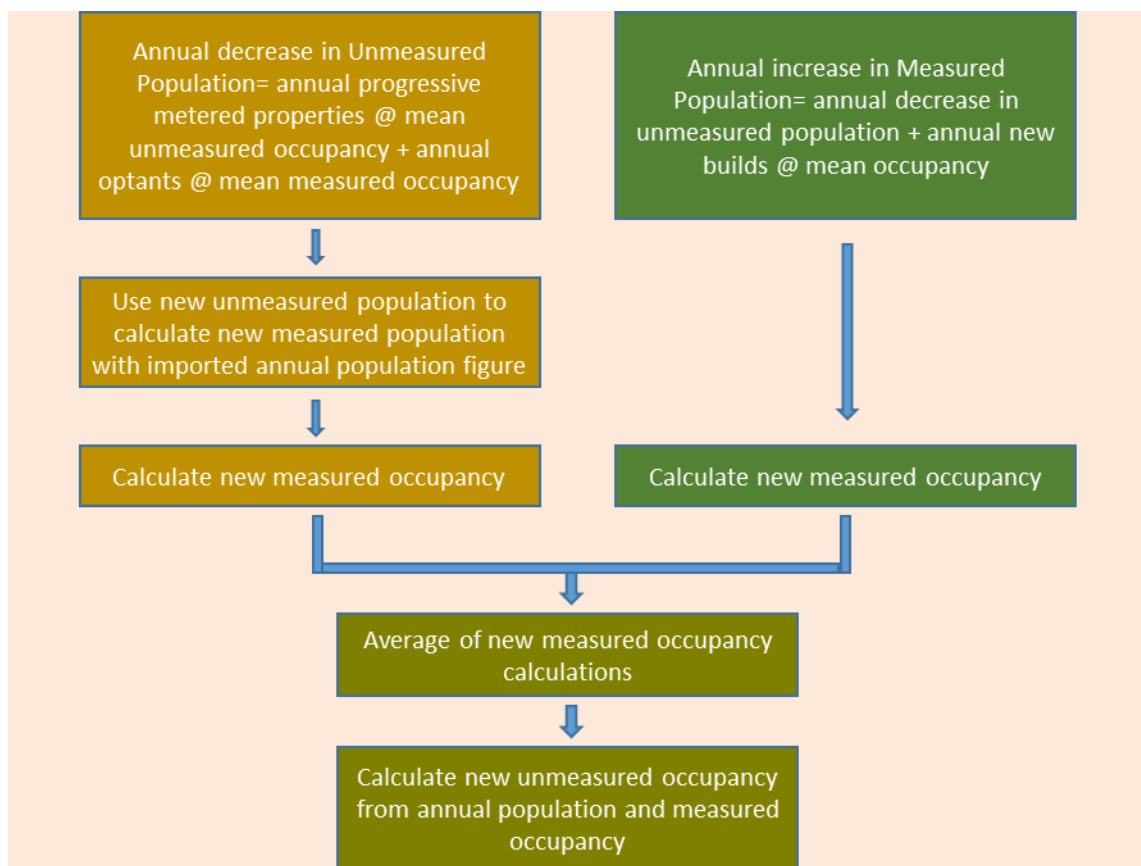 Annual decrease in Unmeasured
Population= annual progressive
metered properties @ mean
unmeasured occupancy + annual
optants @ mean measured occupancy
Annual increase in Measured
Population= annual decrease in
unmeasured population + annual new
builds @ mean occupancy
Use new unmeasured population to
calculate new measured population
with imported annual population figure
Calculate new measured occupancy
Calculate new measured occupancy
Average of new measured occupancy
calculations
Calculate new unmeasured occupancy
from annual population and measured
occupancy